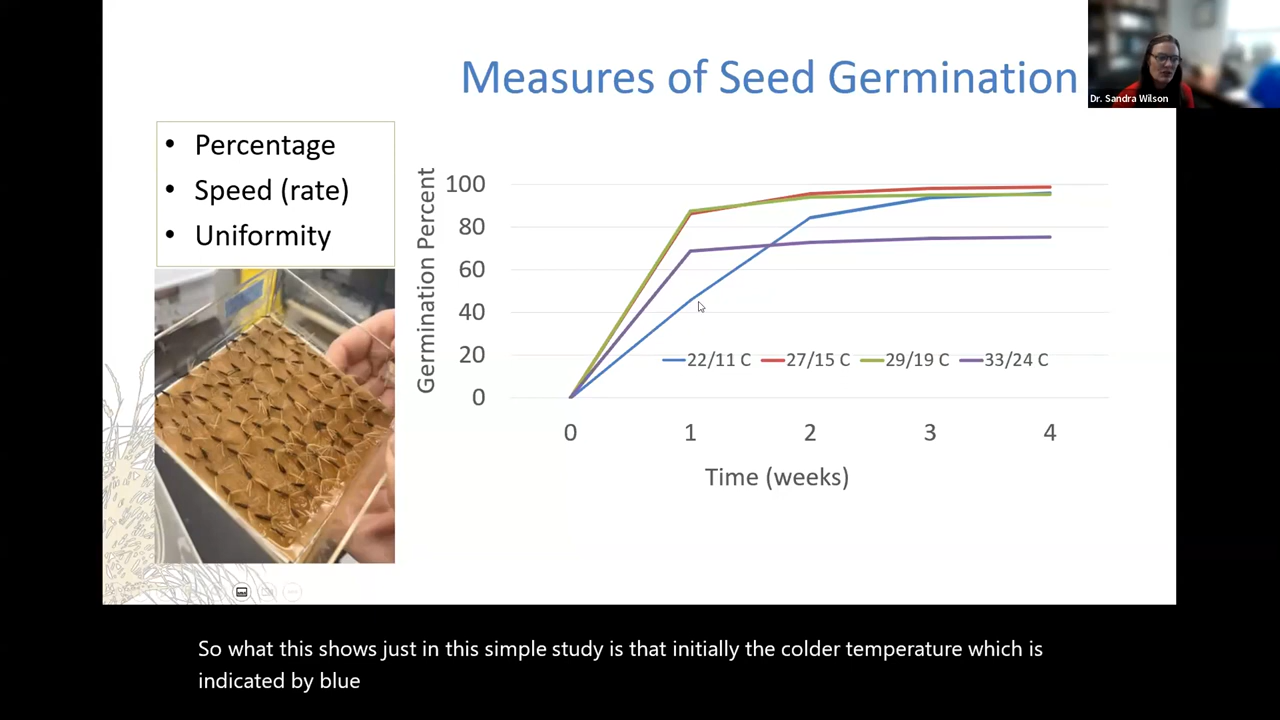 Measures of Seed Germination
Dr. Sandra Wilson
• Percentage
• Speed (rate)
• Uniformity
Germination Percent
100
80
60
40
20
0
22/11 C 27/15 C 29/19 C 33/24 C
0 1 2 3 4
Time (weeks)
So what this shows just in this simple study is that initially the colder temperature which is
indicated by blue